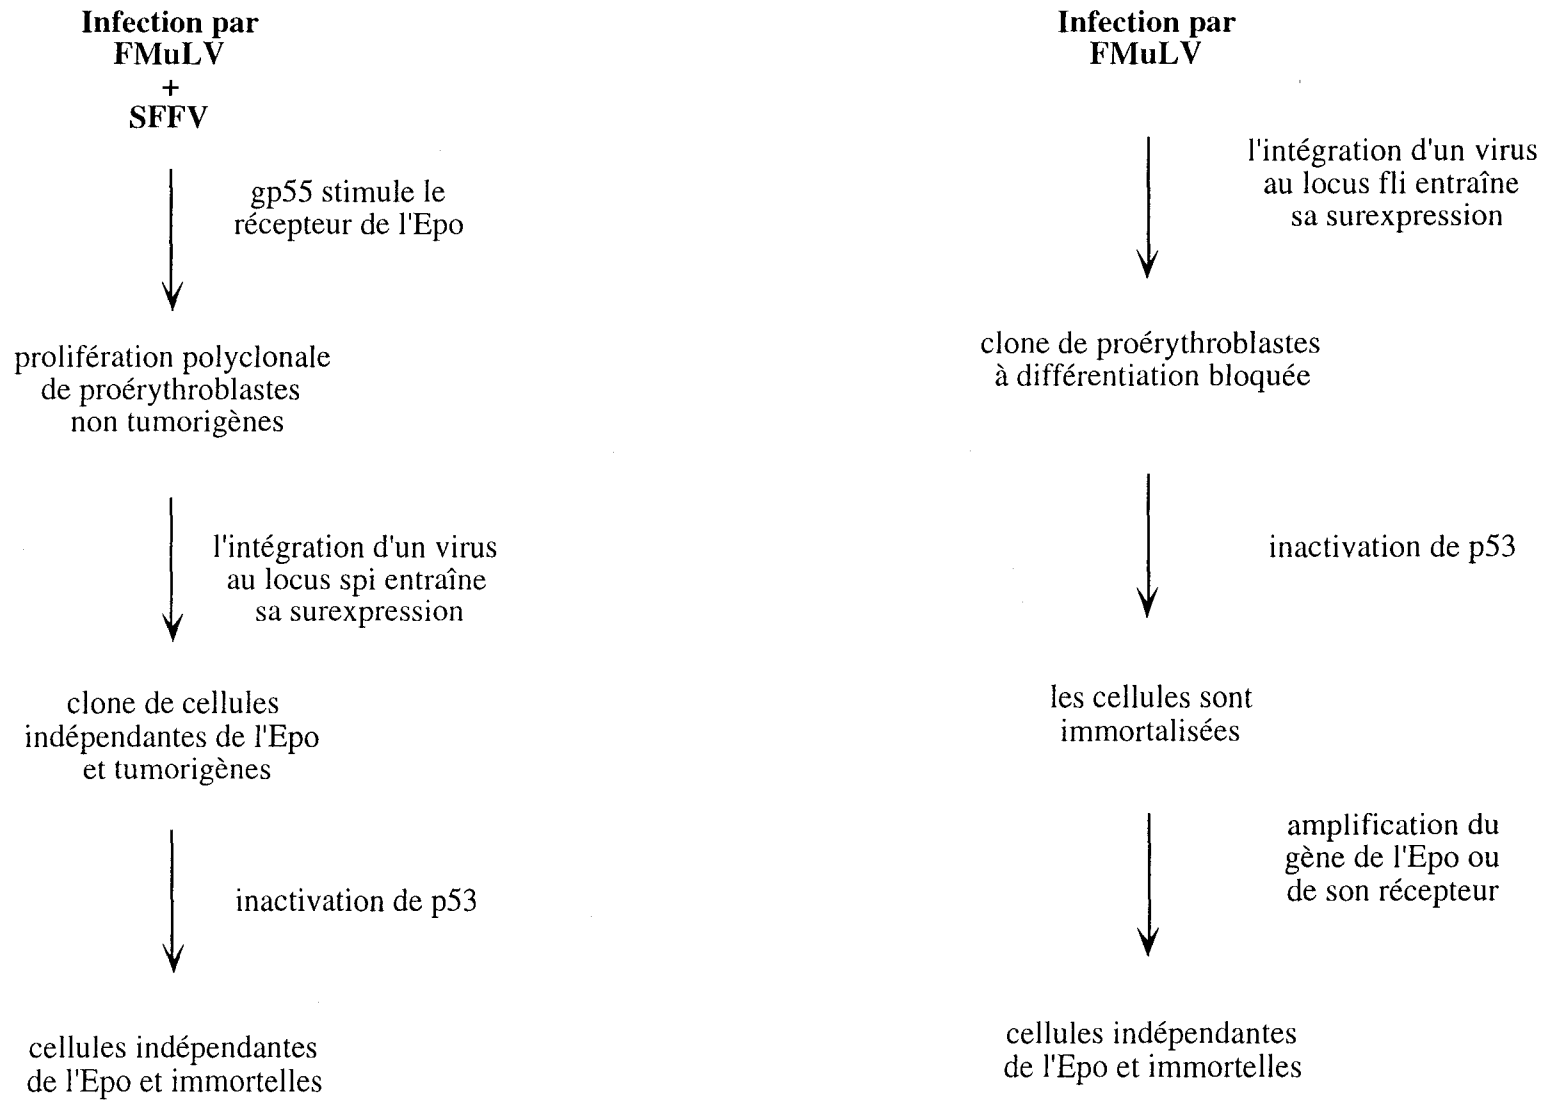 Infection par
FMuLV
+
SFFV
gp55 stimule le
récepteur de l'Epo
prolifération polyclonale
de proérythroblastes
non tumorigènes
l'intégration d'un virus
au locus spi entraîne
sa surexpression
clone de cellules
indépendantes de l'Epo
et tumorigènes
inactivation de p53
cellules indépendantes
de l'Epo et immortelles
Infection par
FMuLV
l'intégration d'un virus
au locus fli entraîne
sa surexpression
clone de proérythroblastes
à différentiation bloquée
inactivation de p53
les cellules sont
immortalisées
amplification du
gène de l'Epo ou
de son récepteur
cellules indépendantes
de l'Epo et immortelles